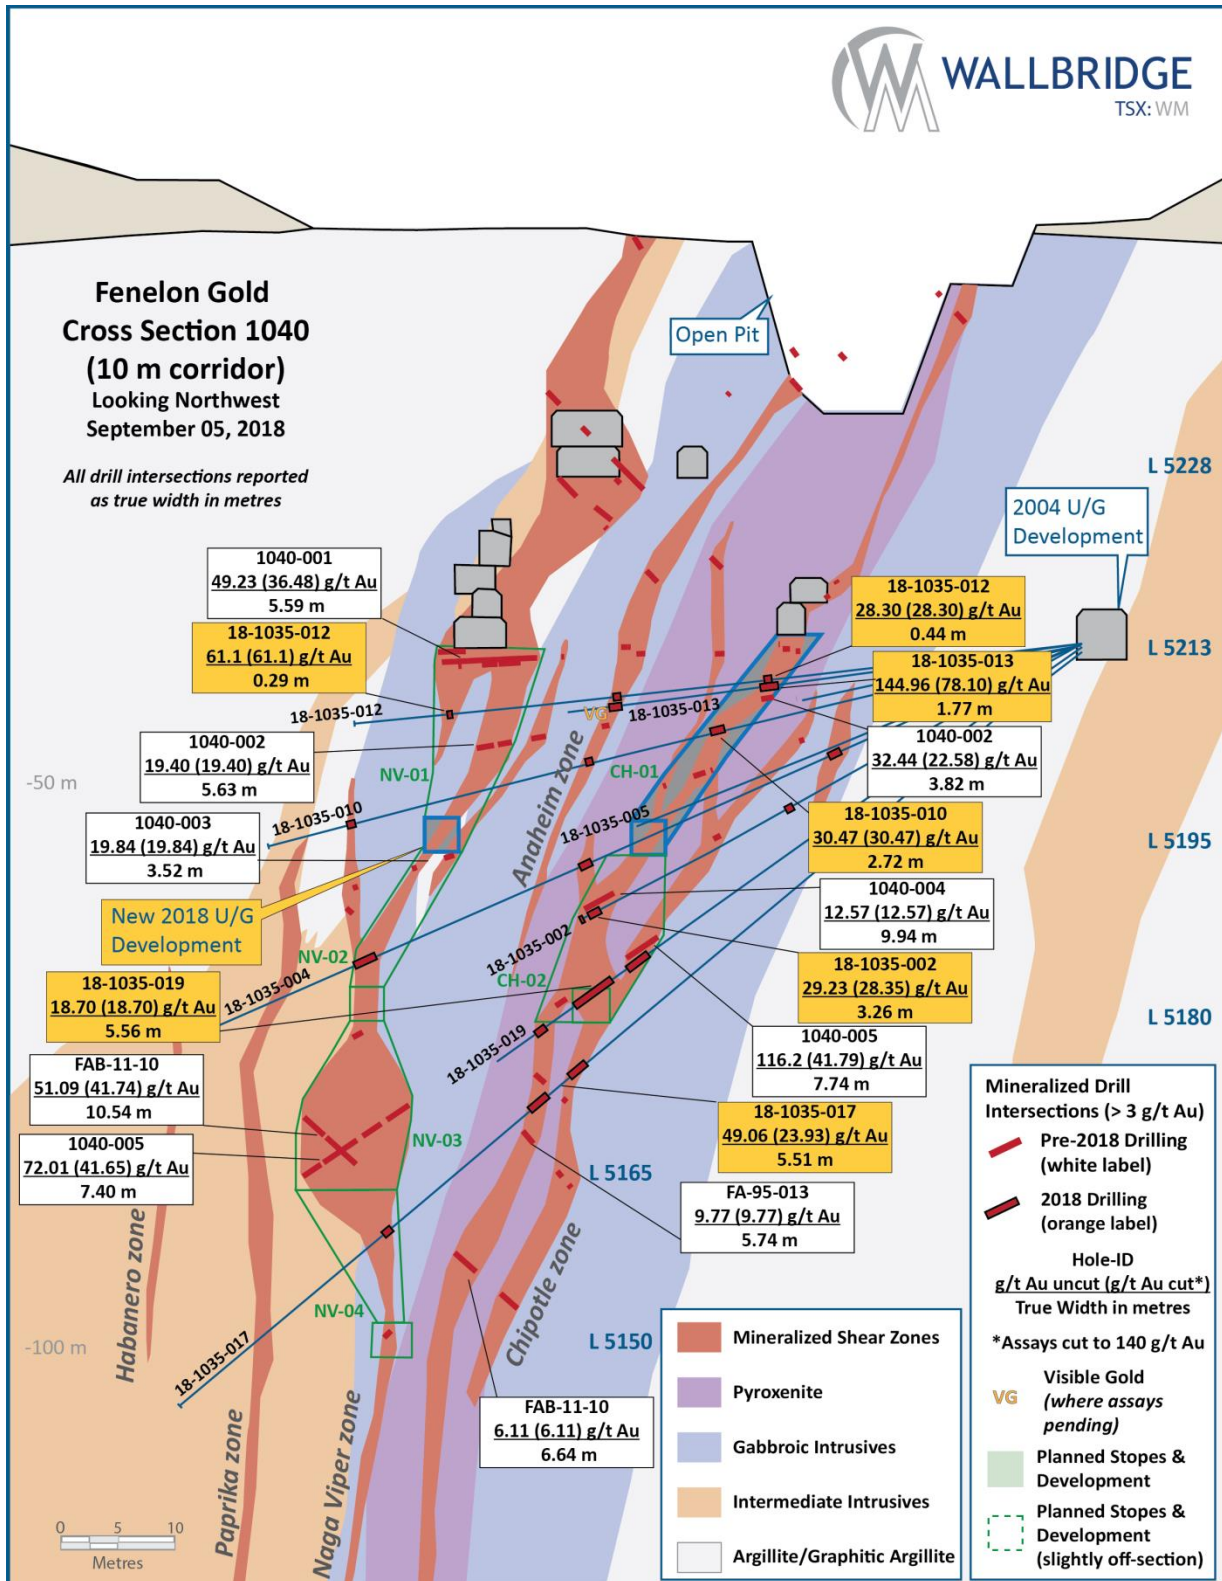 WALLBRIDGE
TSX: WM
Fenelon Gold
Cross Section 1040
(10 m corridor)
Looking Northwest
September 05, 2018
All drill intersections reported
as true width in metres
Open Pit
L 5228
2004 U/G
Development
1040-001
49.23 (36.48) g/t Au
5.59 m
18-1035-012
61.1 (61.1) g/t Au
0.29 m
18-1035-012
28.30 (28.30) g/t Au
0.44 m
L 5213
18-1035-013
144.96 (78.10) g/t Au
1.77 m
18-1035-012
VG
18-1035-013
1040-002
19.40 (19.40) g/t Au
5.63 m
1040-002
32.44 (22.58) g/t Au
3.82 m
-50 m
NV-01
Anaheim zone
CH-01
18-1035-010
18-1035-005
18-1035-010
30.47 (30.47) g/t Au
2.72 m
L 5195
1040-003
19.84 (19.84) g/t Au
3.52 m
1040-004
12.57 (12.57) g/t Au
9.94 m
New 2018 U/G
Development
NV-02
18-1035-004
18-1035-002
CH-02
18-1035-002
29.23 (28.35) g/t Au
3.26 m
18-1035-019
18.70 (18.70) g/t Au
5.56 m
L 5180
18-1035-019
1040-005
116.2 (41.79) g/t Au
7.74 m
FAB-11-10
51.09 (41.74) g/t Au
10.54 m
18-1035-017
49.06 (23.93) g/t Au
5.51 m
1040-005
72.01 (41.65) g/t Au
7.40 m
NV-03
L 5165
FA-95-013
9.77 (9.77) g/t Au
5.74 m
Habanero zone
NV-04
Chipotle zone
-100 m
L 5150
18-1035-017
FAB-11-10
6.11 (6.11) g/t Au
6.64 m
Paprika zone
Naga Viper zone
0 5 10
Metres
Mineralized Shear Zones
Pyroxenite
Gabbroic Intrusives
Intermediate Intrusives
Argillite/Graphitic Argillite
Mineralized Drill
Intersections (> 3 g/t Au)
Pre-2018 Drilling
(white label)
2018 Drilling
(orange label)
Hole-ID
g/t Au uncut (g/t Au cut*)
True Width in metres
*Assays cut to 140 g/t Au
VG
Visible Gold
(where assays
pending)
Planned Stopes &
Development
Planned Stopes &
Development
(slightly off-section)